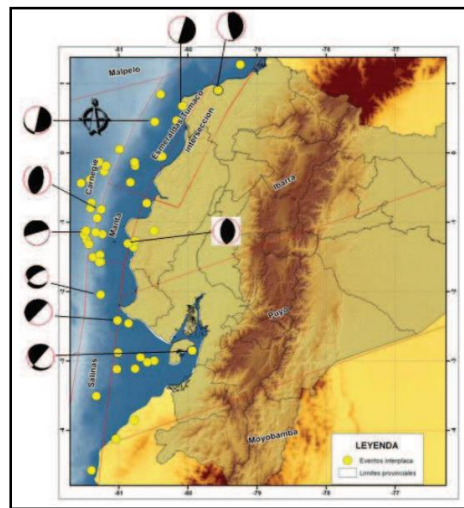 Malpelo
Esmeraldas-Tumaco
interseccion
Carnegie
Manta
Ibarra
Puyo
Salinas
Moyobamba
-81
-80
-79
-78
-77
LEYENDA
Eventos interplaca
Límites provinciales